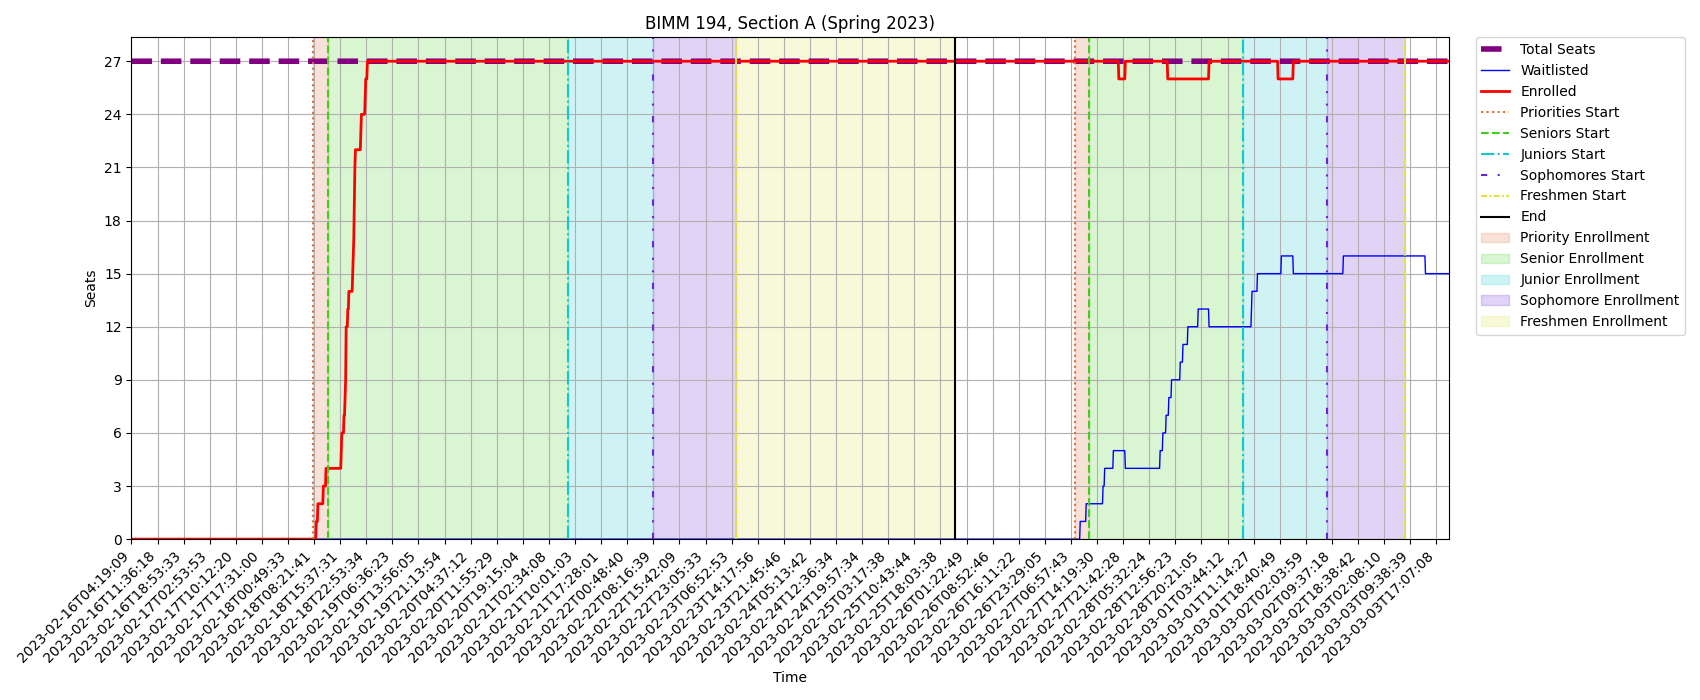 BIMM 194, Section A (Spring 2023)
Seats
27
24
21
18
15
12
9
6
3
0
2023-02-16T04:19:09
2023-02-16T11:36:18
2023-02-16T18:53:33
2023-02-17T02:53:53
2023-02-17T10:12:20
2023-02-17T17:31:00
2023-02-18T00:49:33
2023-02-18T08:21:41
2023-02-18T15:37:31
2023-02-18T22:53:34
2023-02-19T06:36:23
2023-02-19T13:56:05
2023-02-19T21:13:54
2023-02-20T04:37:12
2023-02-20T11:55:29
2023-02-20T19:15:04
2023-02-21T02:34:08
2023-02-21T10:01:03
2023-02-21T17:28:01
2023-02-22T00:48:40
2023-02-22T08:16:39
2023-02-22T15:42:09
2023-02-22T23:05:33
2023-02-23T06:52:53
2023-02-23T14:17:56
2023-02-23T21:45:46
2023-02-24T05:13:42
2023-02-24T12:36:34
2023-02-24T19:57:34
2023-02-25T03:17:38
2023-02-25T10:43:44
2023-02-25T18:03:38
2023-02-26T01:22:49
2023-02-26T08:52:46
2023-02-26T16:11:22
2023-02-26T23:29:05
2023-02-27T06:57:43
2023-02-27T14:19:30
2023-02-27T21:42:28
2023-02-28T05:32:24
2023-02-28T12:56:23
2023-02-28T20:21:05
2023-03-01T03:44:12
2023-03-01T11:14:27
2023-03-01T18:40:49
2023-03-02T02:03:59
2023-03-02T09:37:18
2023-03-02T18:38:42
2023-03-03T02:08:10
2023-03-03T09:38:39
2023-03-03T17:07:08
Time
Total Seats
Waitlisted
Enrolled
Priorities Start
Seniors Start
Juniors Start
Sophomores Start
Freshmen Start
End
Priority Enrollment
Senior Enrollment
Junior Enrollment
Sophomore Enrollment
Freshmen Enrollment